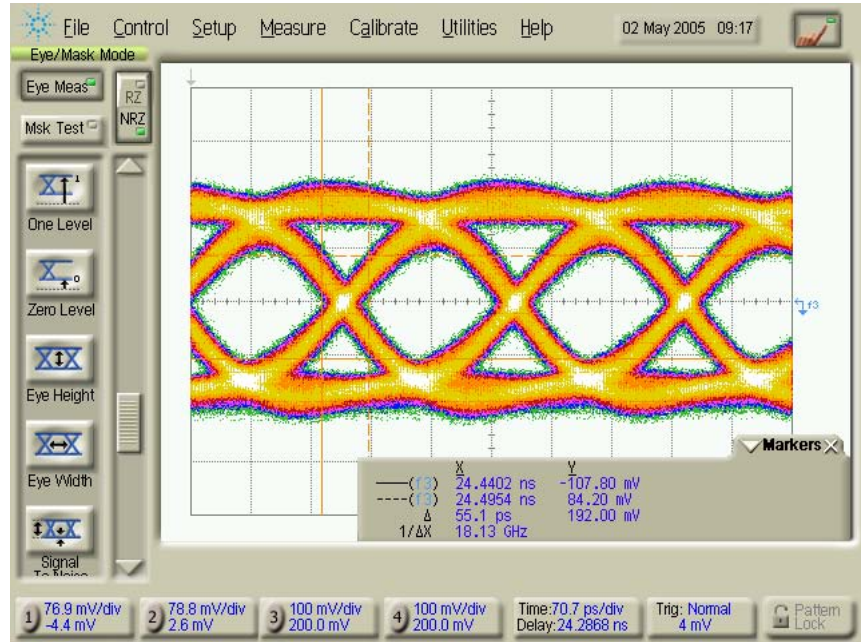 File Control Setup Measure Calibrate Utilities Help 02 May 2005 09:17
Eye/Mask Mode
Eye Meas
RZ
NRZ
Msk Test
1
One Level
0
Zero Level
Eye Height
Eye Width
Signal
To Noise
f3
Markers
X Y
(f3) 24.4402 ns -107.80 mV
(f3) 24.4954 ns 84.20 mV
Δ 55.1 ps 192.00 mV
1/ΔX 18.13 GHz
1 76.9 mV/div
-4.4 mV
2 78.8 mV/div
2.6 mV
3 100 mV/div
200.0 mV
4 100 mV/div
200.0 mV
Time:70.7 ps/div
Delay:24.2868 ns
Trig: Normal
4 mV
Pattern
Lock